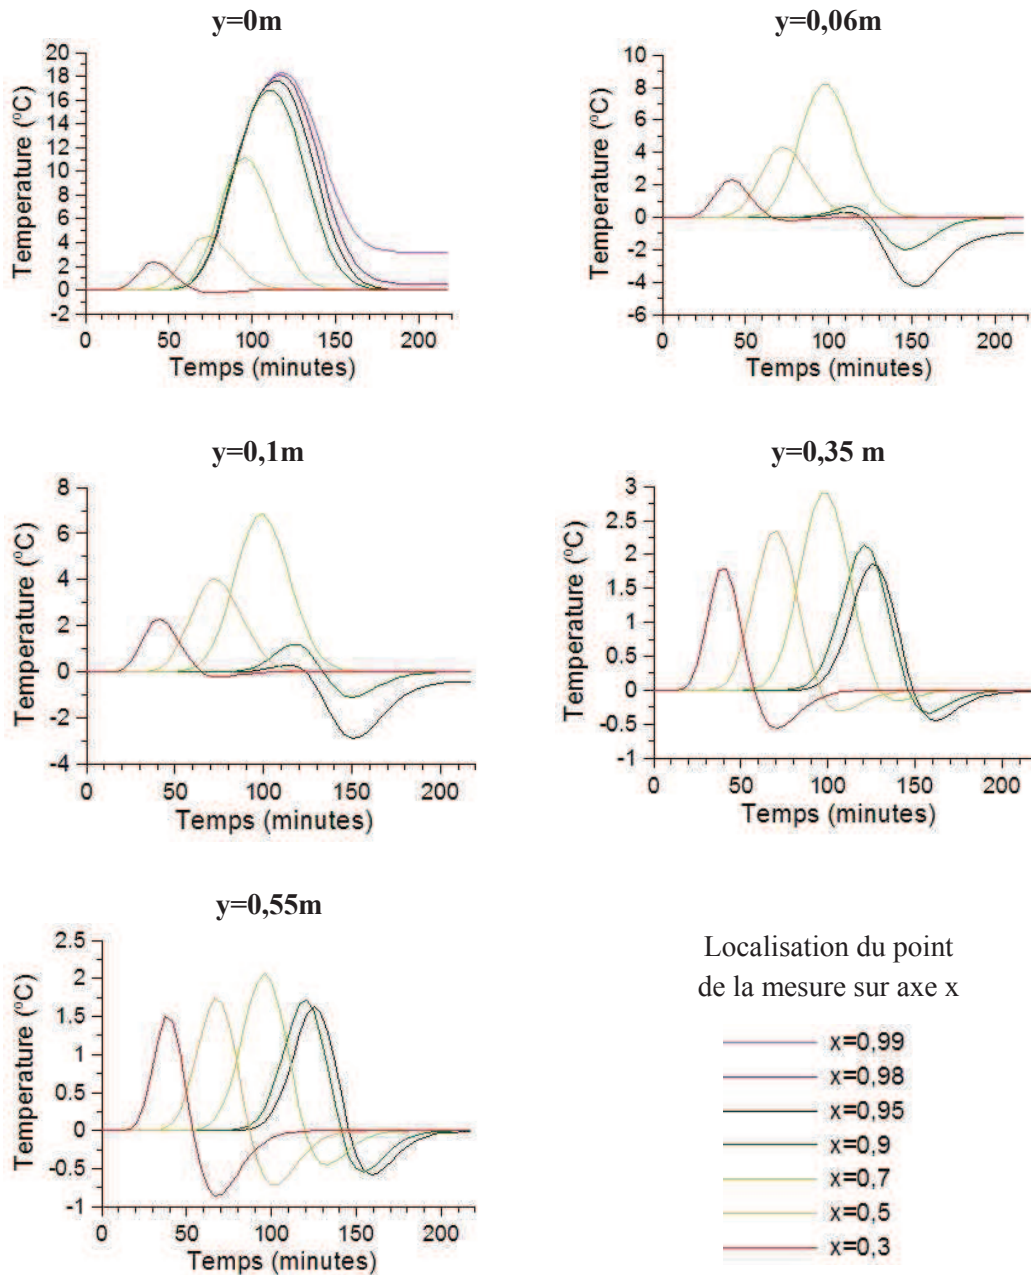 y=0m
20
18
16
14
12
10
8
6
4
2
0
-2
Temperature (ºC)
0 50 100 150 200
Temps (minutes)
y=0,06m
10
8
6
4
2
0
-2
-4
-6
Temperature (ºC)
0 50 100 150 200
Temps (minutes)
y=0,1m
8
6
4
2
0
-2
-4
Temperature (ºC)
0 50 100 150 200
Temps (minutes)
y=0,35 m
3
2.5
2
1.5
1
0.5
0
-0.5
-1
Temperature (ºC)
0 50 100 150 200
Temps (minutes)
y=0,55m
2.5
2
1.5
1
0.5
0
-0.5
-1
Temperature (ºC)
0 50 100 150 200
Temps (minutes)
Localisation du point
de la mesure sur axe x
x=0,99
x=0,98
x=0,95
x=0,9
x=0,7
x=0,5
x=0,3